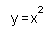 y = x²